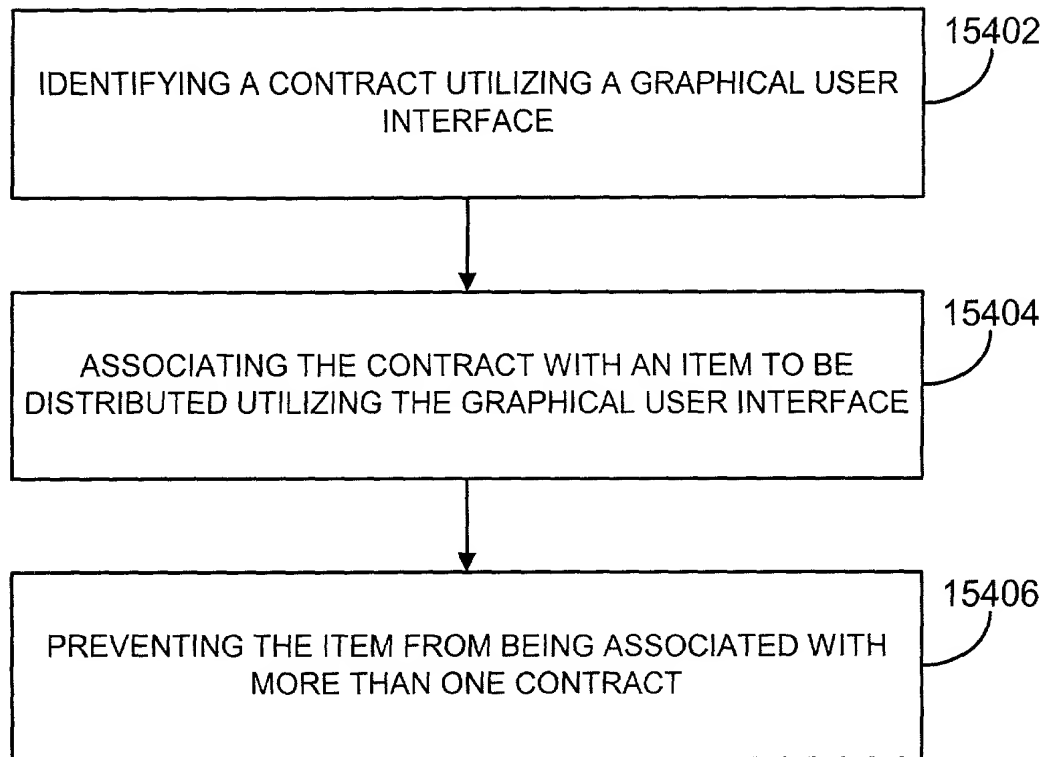 15402
IDENTIFYING A CONTRACT UTILIZING A GRAPHICAL USER
INTERFACE
15404
ASSOCIATING THE CONTRACT WITH AN ITEM TO BE
DISTRIBUTED UTILIZING THE GRAPHICAL USER INTERFACE
15406
PREVENTING THE ITEM FROM BEING ASSOCIATED WITH
MORE THAN ONE CONTRACT